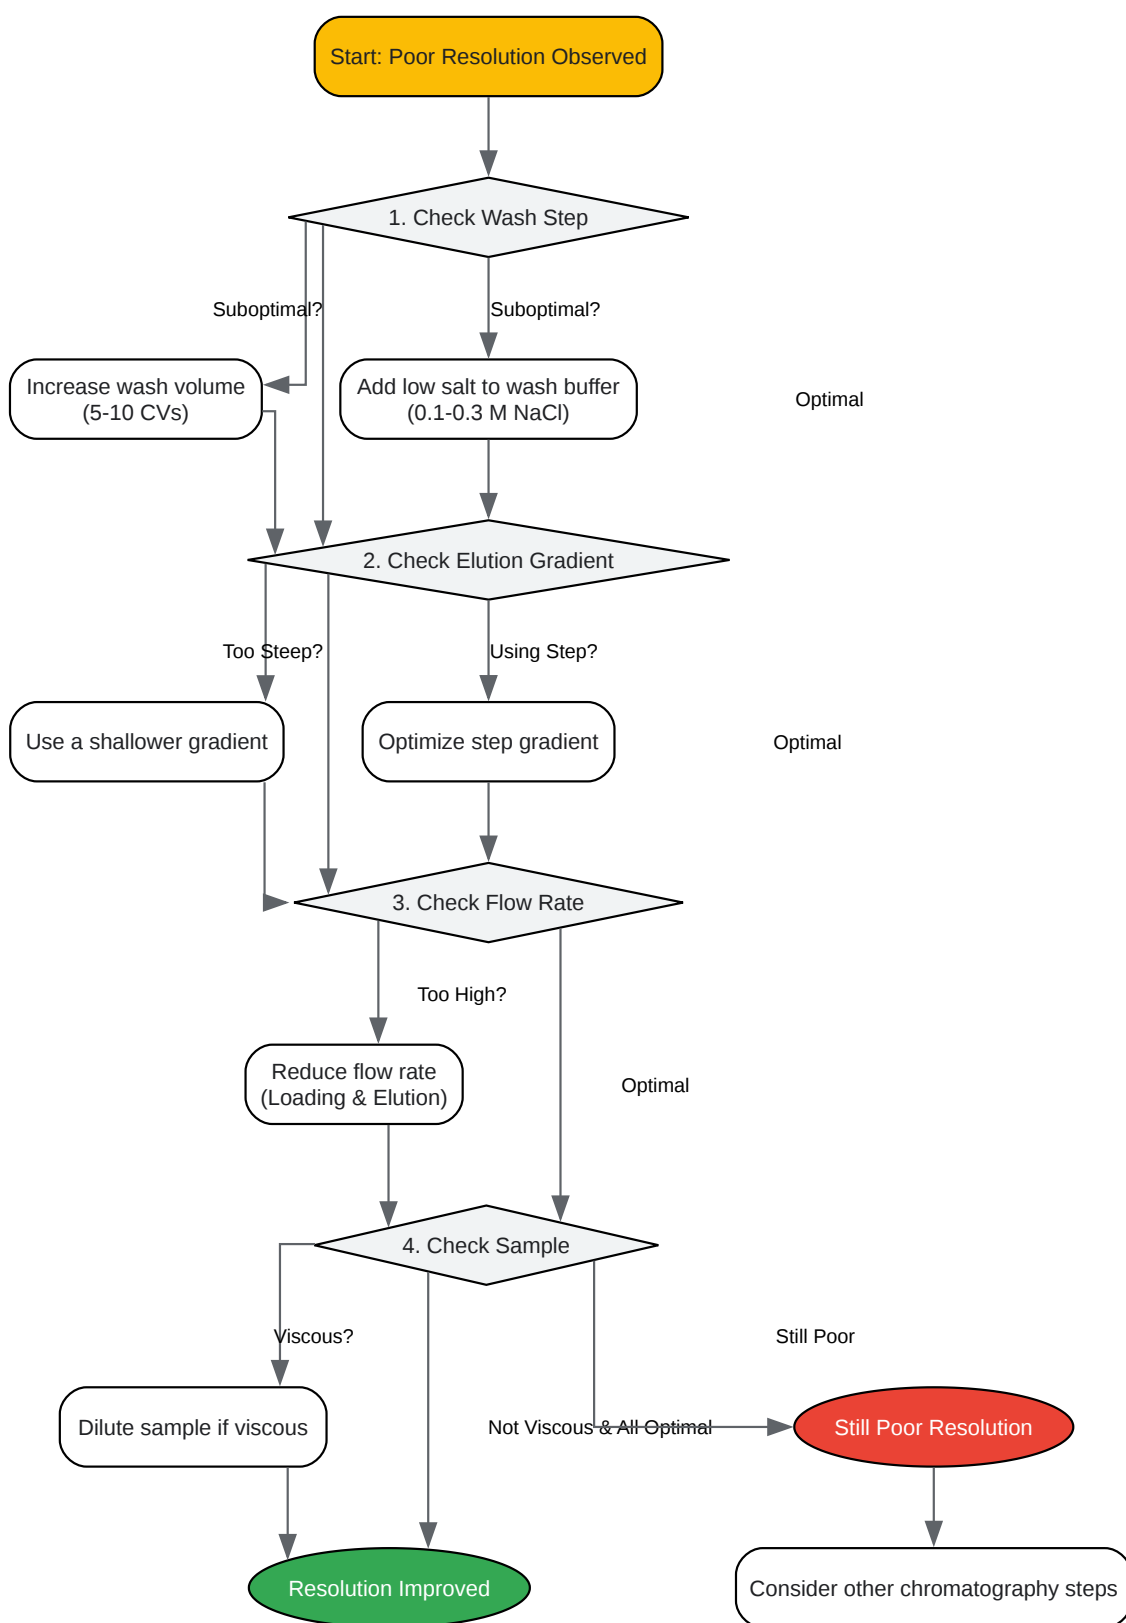 Start: Poor Resolution Observed
1. Check Wash Step
Suboptimal?
Suboptimal?
Increase wash volume
(5-10 CVs)
Add low salt to wash buffer
(0.1-0.3 M NaCl)
Optimal
2. Check Elution Gradient
Too Steep?
Using Step?
Use a shallower gradient
Optimize step gradient
Optimal
3. Check Flow Rate
Too High?
Reduce flow rate
(Loading & Elution)
Optimal
4. Check Sample
Viscous?
Still Poor
Dilute sample if viscous
Not Viscous & All Optimal
Still Poor Resolution
Resolution Improved
Consider other chromatography steps